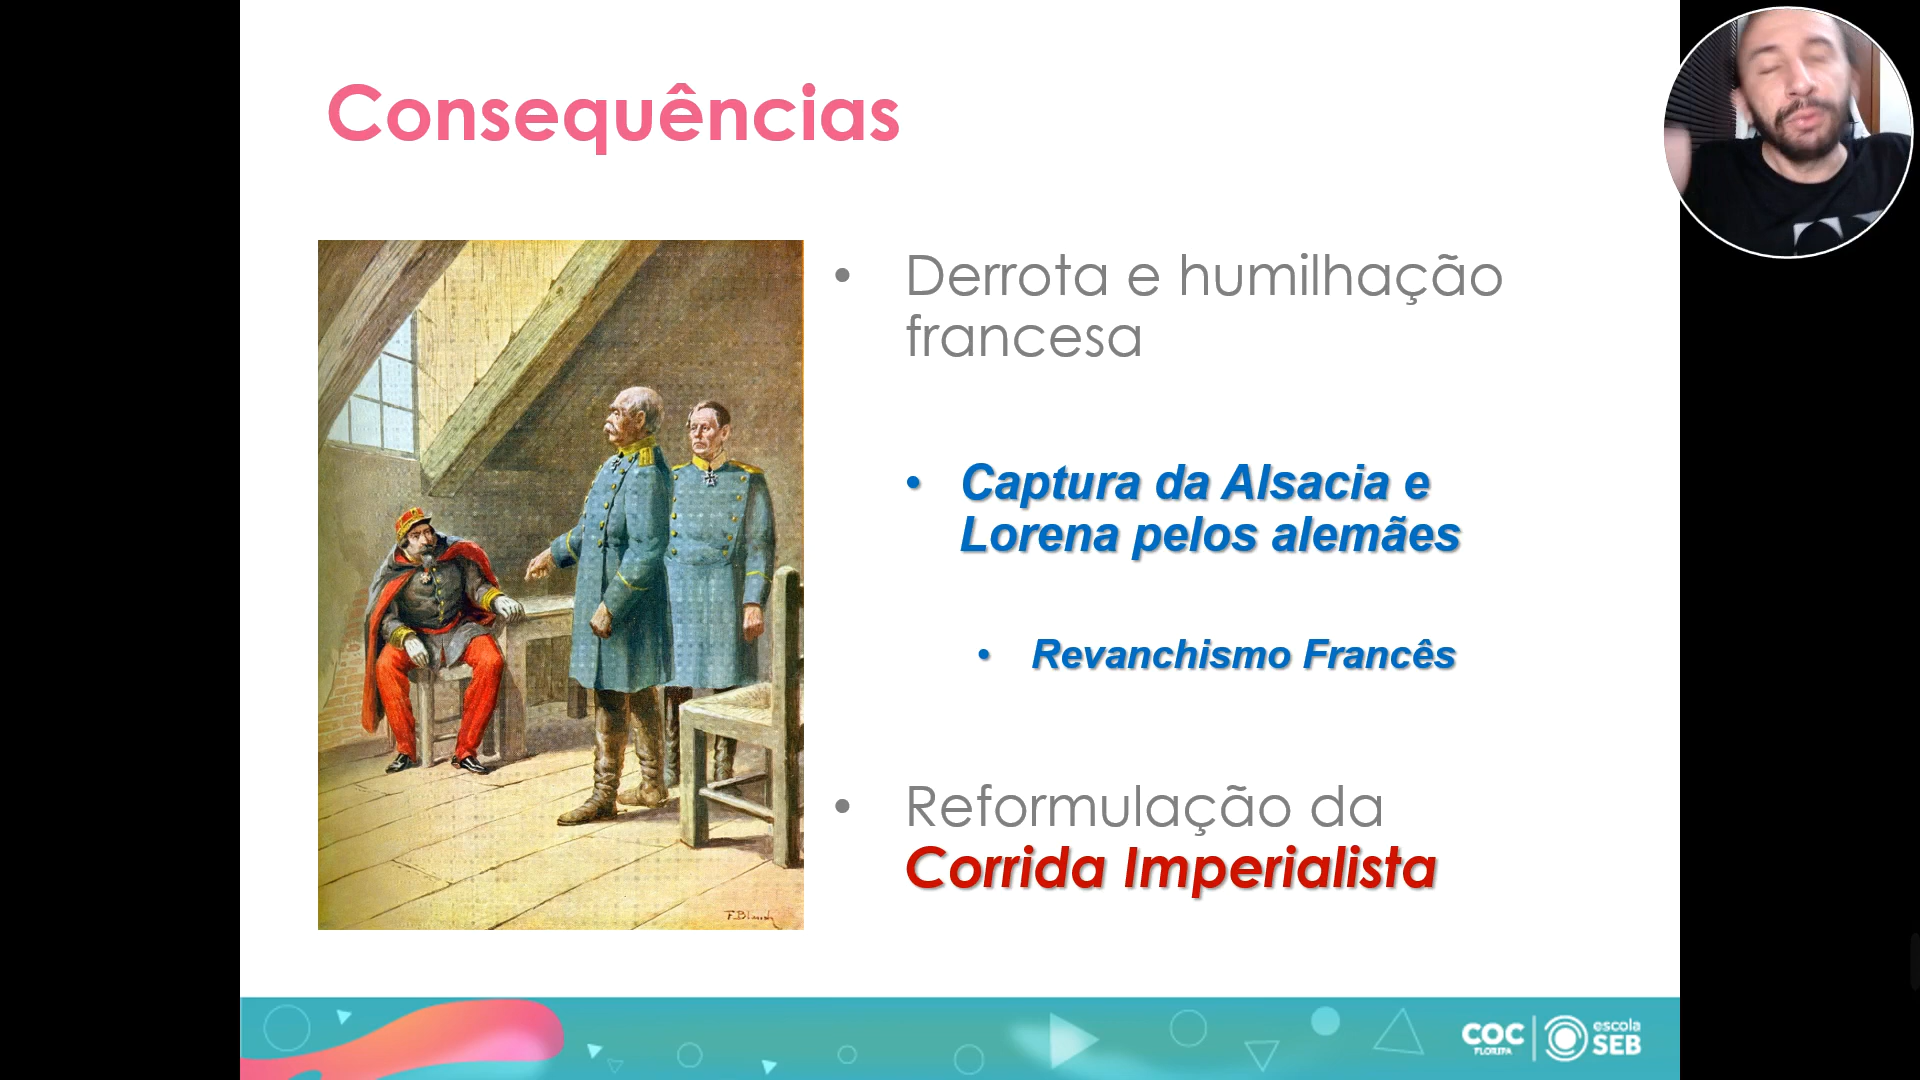 Consequências
• Derrota e humilhação
francesa
• Captura da Alsacia e
Lorena pelos alemães
• Revanchismo Francês
• Reformulação da
Corrida Imperialista
COC
FLORIPA
escola
SEB